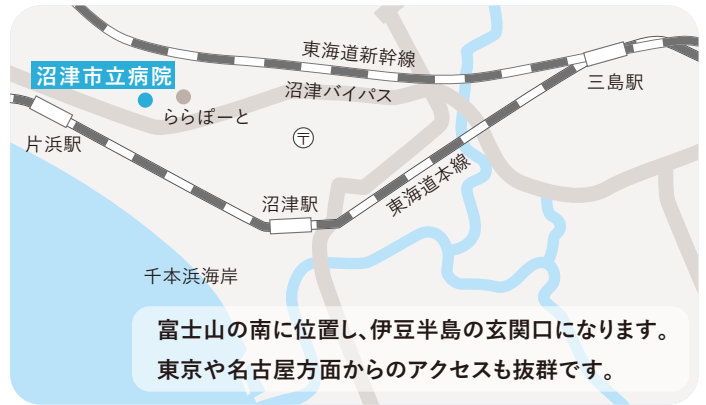 東海道新幹線
沼津市立病院
三島駅
沼津バイパス
ららぽーと
〒
片浜駅
東海道本線
沼津駅
千本浜海岸
富士山の南に位置し、伊豆半島の玄関口になります。
東京や名古屋方面からのアクセスも抜群です。